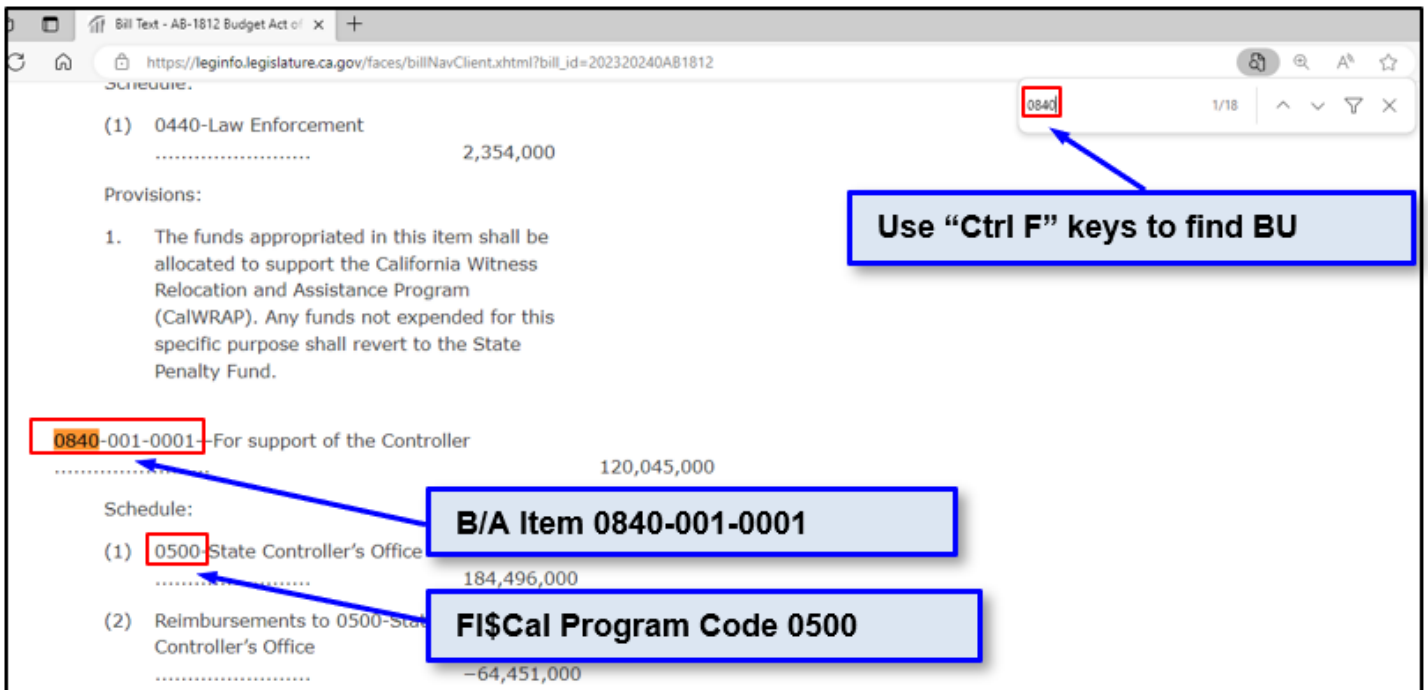 Bill Text - AB-1812 Budget Act of
https://leginfo.legislature.ca.gov/faces/billNavClient.xhtml?bill_id=202320240AB1812
0840
1/18
Schedule:
(1) 0440-Law Enforcement
........................ 2,354,000
Provisions:
Use “Ctrl F” keys to find BU
1. The funds appropriated in this item shall be
allocated to support the California Witness
Relocation and Assistance Program
(CalWRAP). Any funds not expended for this
specific purpose shall revert to the State
Penalty Fund.
0840-001-0001--For support of the Controller
........................ 120,045,000
Schedule:
B/A Item 0840-001-0001
(1) 0500-State Controller’s Office
........................ 184,496,000
(2) Reimbursements to 0500-State
FI$Cal Program Code 0500
Controller’s Office
........................ −64,451,000